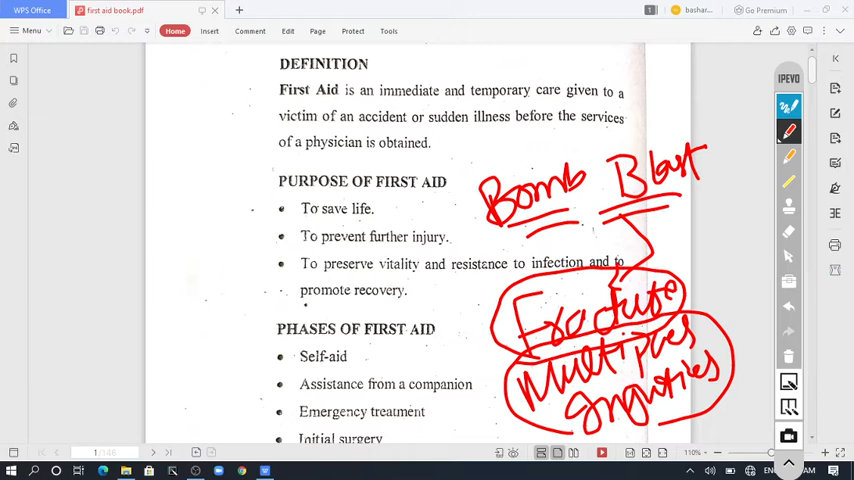 WPS Office
first aid book.pdf
1
bashar...
Go Premium
Menu
Home
Insert
Comment
Edit
Page
Protect
Tools
IPEVO
DEFINITION
First Aid is an immediate and temporary care given to a
victim of an accident or sudden illness before the services
of a physician is obtained.
PURPOSE OF FIRST AID
To save life.
To prevent further injury.
To preserve vitality and resistance to infection and to
promote recovery.
PHASES OF FIRST AID
Self-aid
Assistance from a companion
Emergency treatment
Initial surgery
Bomb Blast
Multiples
1/146
110%